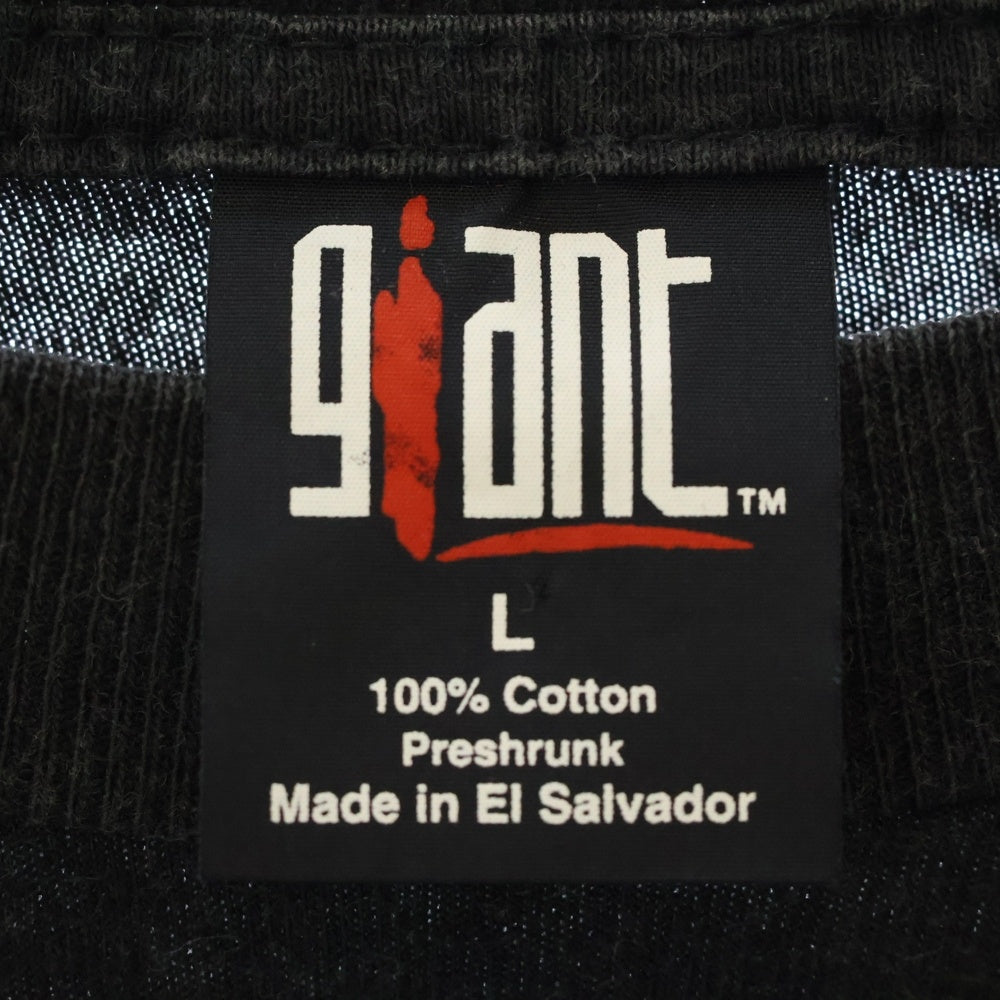 giant™
L
100% Cotton
Preshrunk
Made in El Salvador